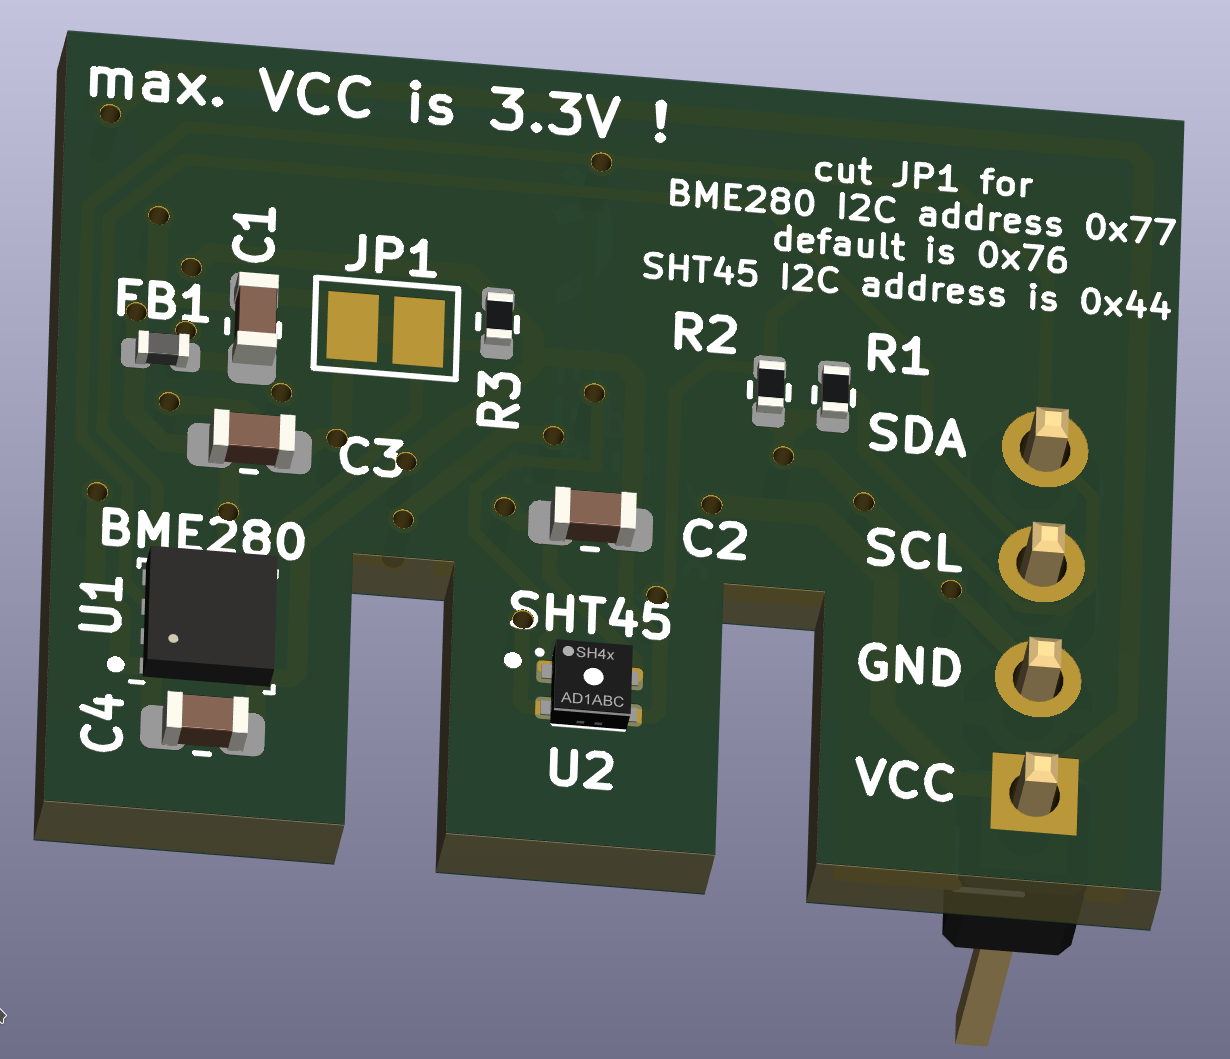 max. VCC is 3.3V !
cut JP1 for
BME280 I2C address 0x77
default is 0x76
SHT45 I2C address is 0x44
C1
JP1
FB1
R3
R2
R1
SDA
C3
BME280
C2
SCL
U1
SHT45
SH4x
AD1ABC
GND
C4
U2
VCC